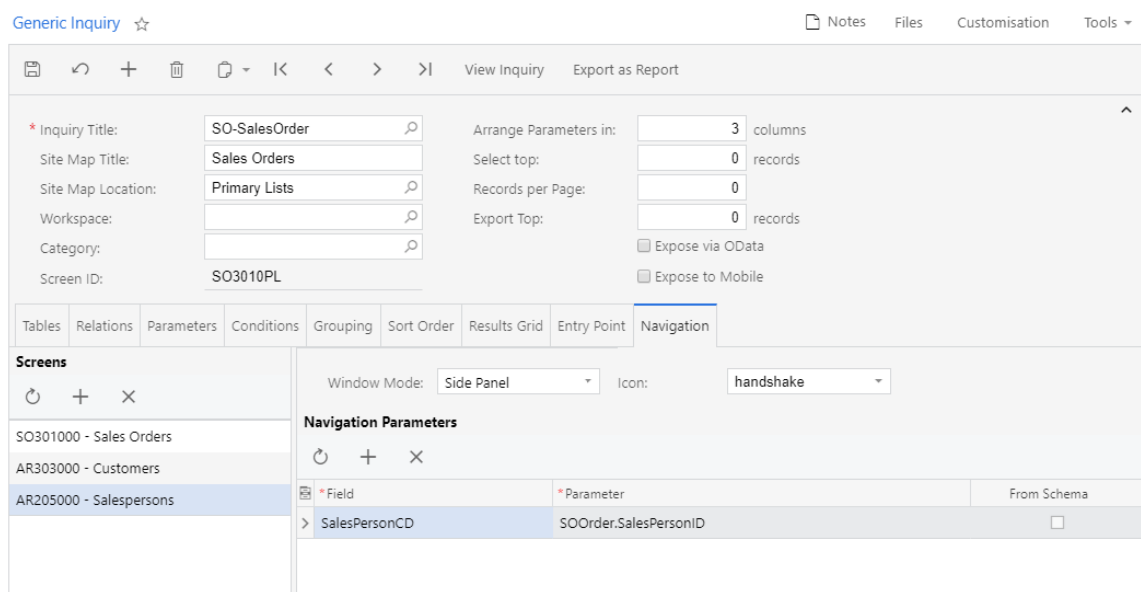 Generic Inquiry Notes Files Customisation Tools
View Inquiry Export as Report
* Inquiry Title: SO-SalesOrder Arrange Parameters in: 3 columns
Site Map Title: Sales Orders Select top: 0 records
Site Map Location: Primary Lists Records per Page: 0
Workspace: Export Top: 0 records
Category: Expose via OData
Screen ID: SO3010PL Expose to Mobile
Tables Relations Parameters Conditions Grouping Sort Order Results Grid Entry Point Navigation
Screens
Window Mode: Side Panel Icon: handshake
Navigation Parameters
SO301000 - Sales Orders
AR303000 - Customers
AR205000 - Salespersons
* Field * Parameter From Schema
SalesPersonCD SOOrder.SalesPersonID